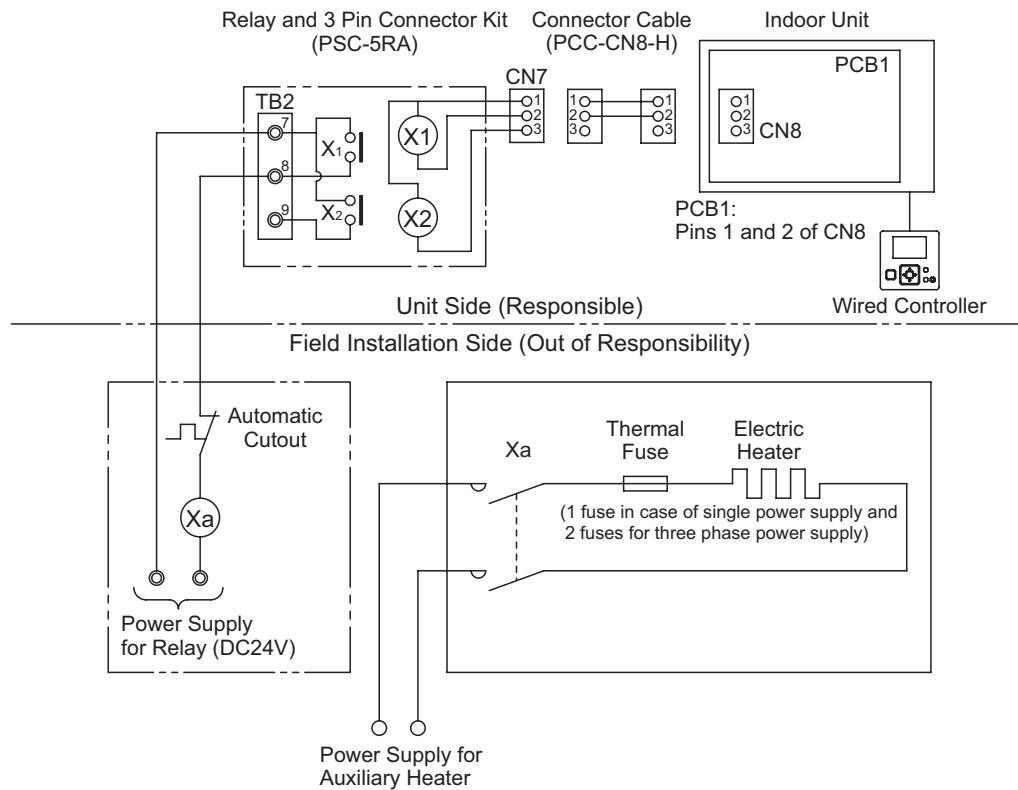 Relay and 3 Pin Connector Kit
(PSC-5RA)
Connector Cable
(PCC-CN8-H)
Indoor Unit
PCB1
CN7
TB2
7
8
9
X1
X2
X1
X2
1
2
3
1
2
3
1
2
3
1
2
3
CN8
PCB1:
Pins 1 and 2 of CN8
Wired Controller
Unit Side (Responsible)
Field Installation Side (Out of Responsibility)
Automatic
Cutout
Xa
Power Supply
for Relay (DC24V)
Xa
Thermal
Fuse
Electric
Heater
(1 fuse in case of single power supply and
2 fuses for three phase power supply)
Power Supply for
Auxiliary Heater